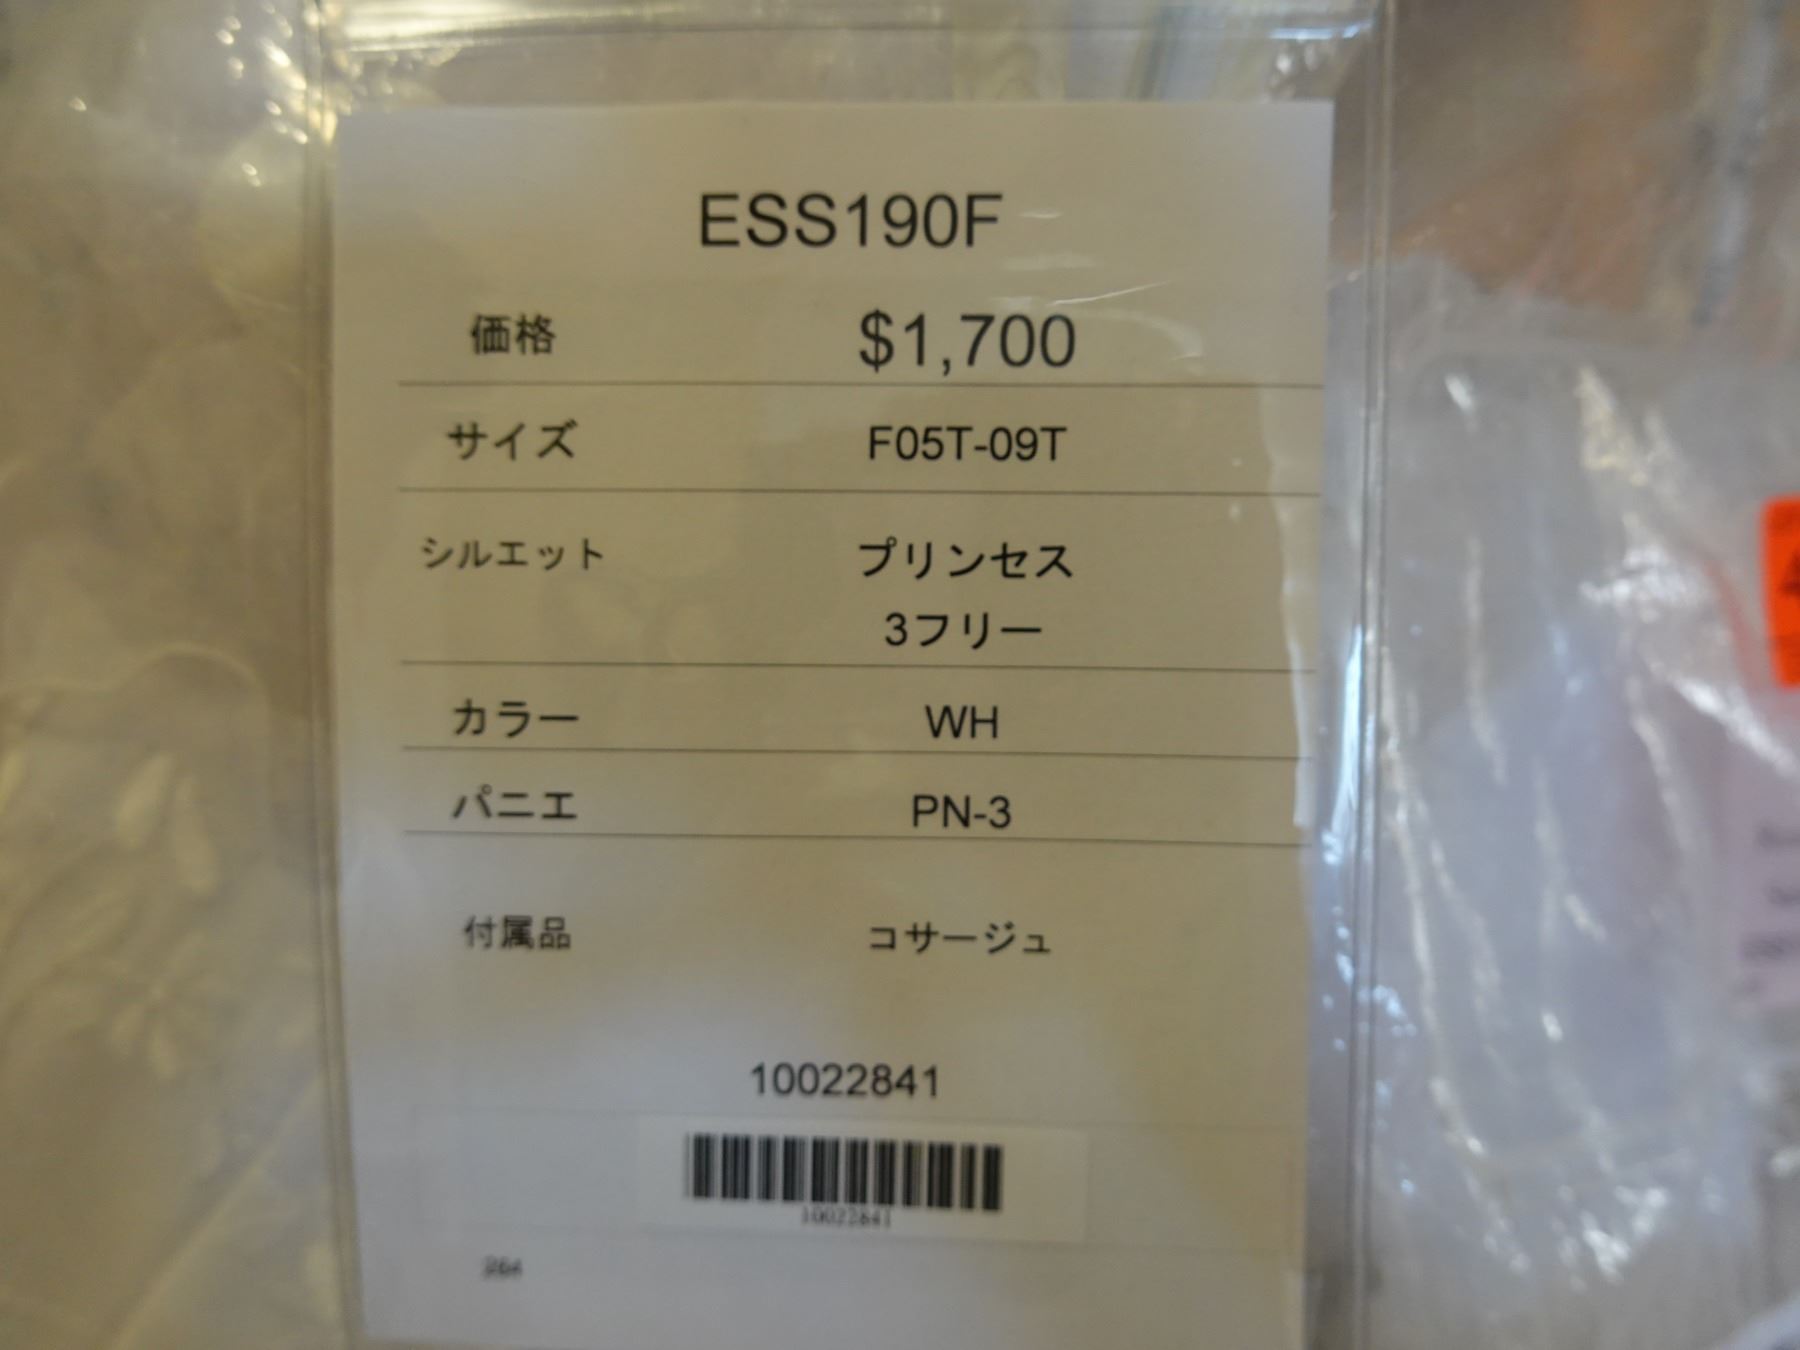 ESS190F
価格 $1,700
サイズ F05T-09T
シルエット プリンセス
3フリー
カラー WH
パニエ PN-3
付属品 コサージュ
10022841
10022841